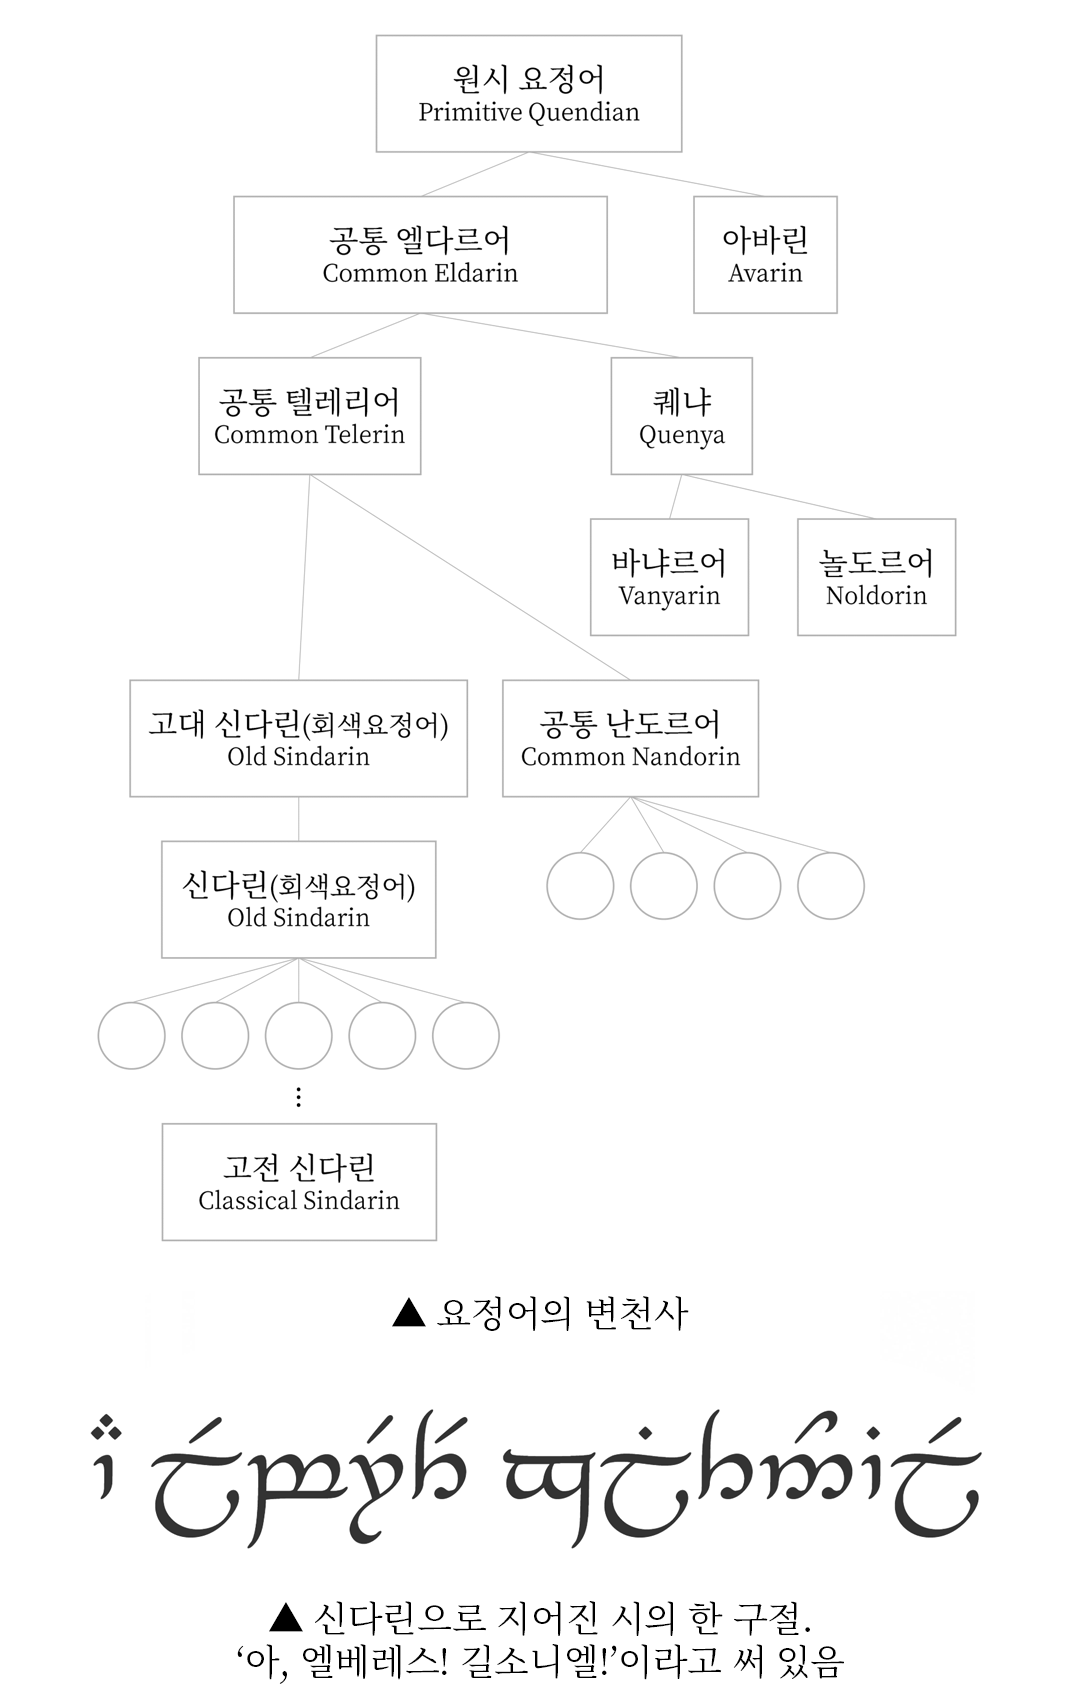 원시 요정어
Primitive Quendian
공통 엘다르어
Common Eldarin
아바린
Avarin
공통 텔레리어
Common Telerin
퀘냐
Quenya
바냐르어
Vanyarin
놀도르어
Noldorin
고대 신다린(회색요정어)
Old Sindarin
공통 난도르어
Common Nandorin
신다린(회색요정어)
Old Sindarin
⋮
고전 신다린
Classical Sindarin
▲ 요정어의 변천사
▲ 신다린으로 지어진 시의 한 구절.
‘아, 엘베레스! 길소니엘!’이라고 써 있음